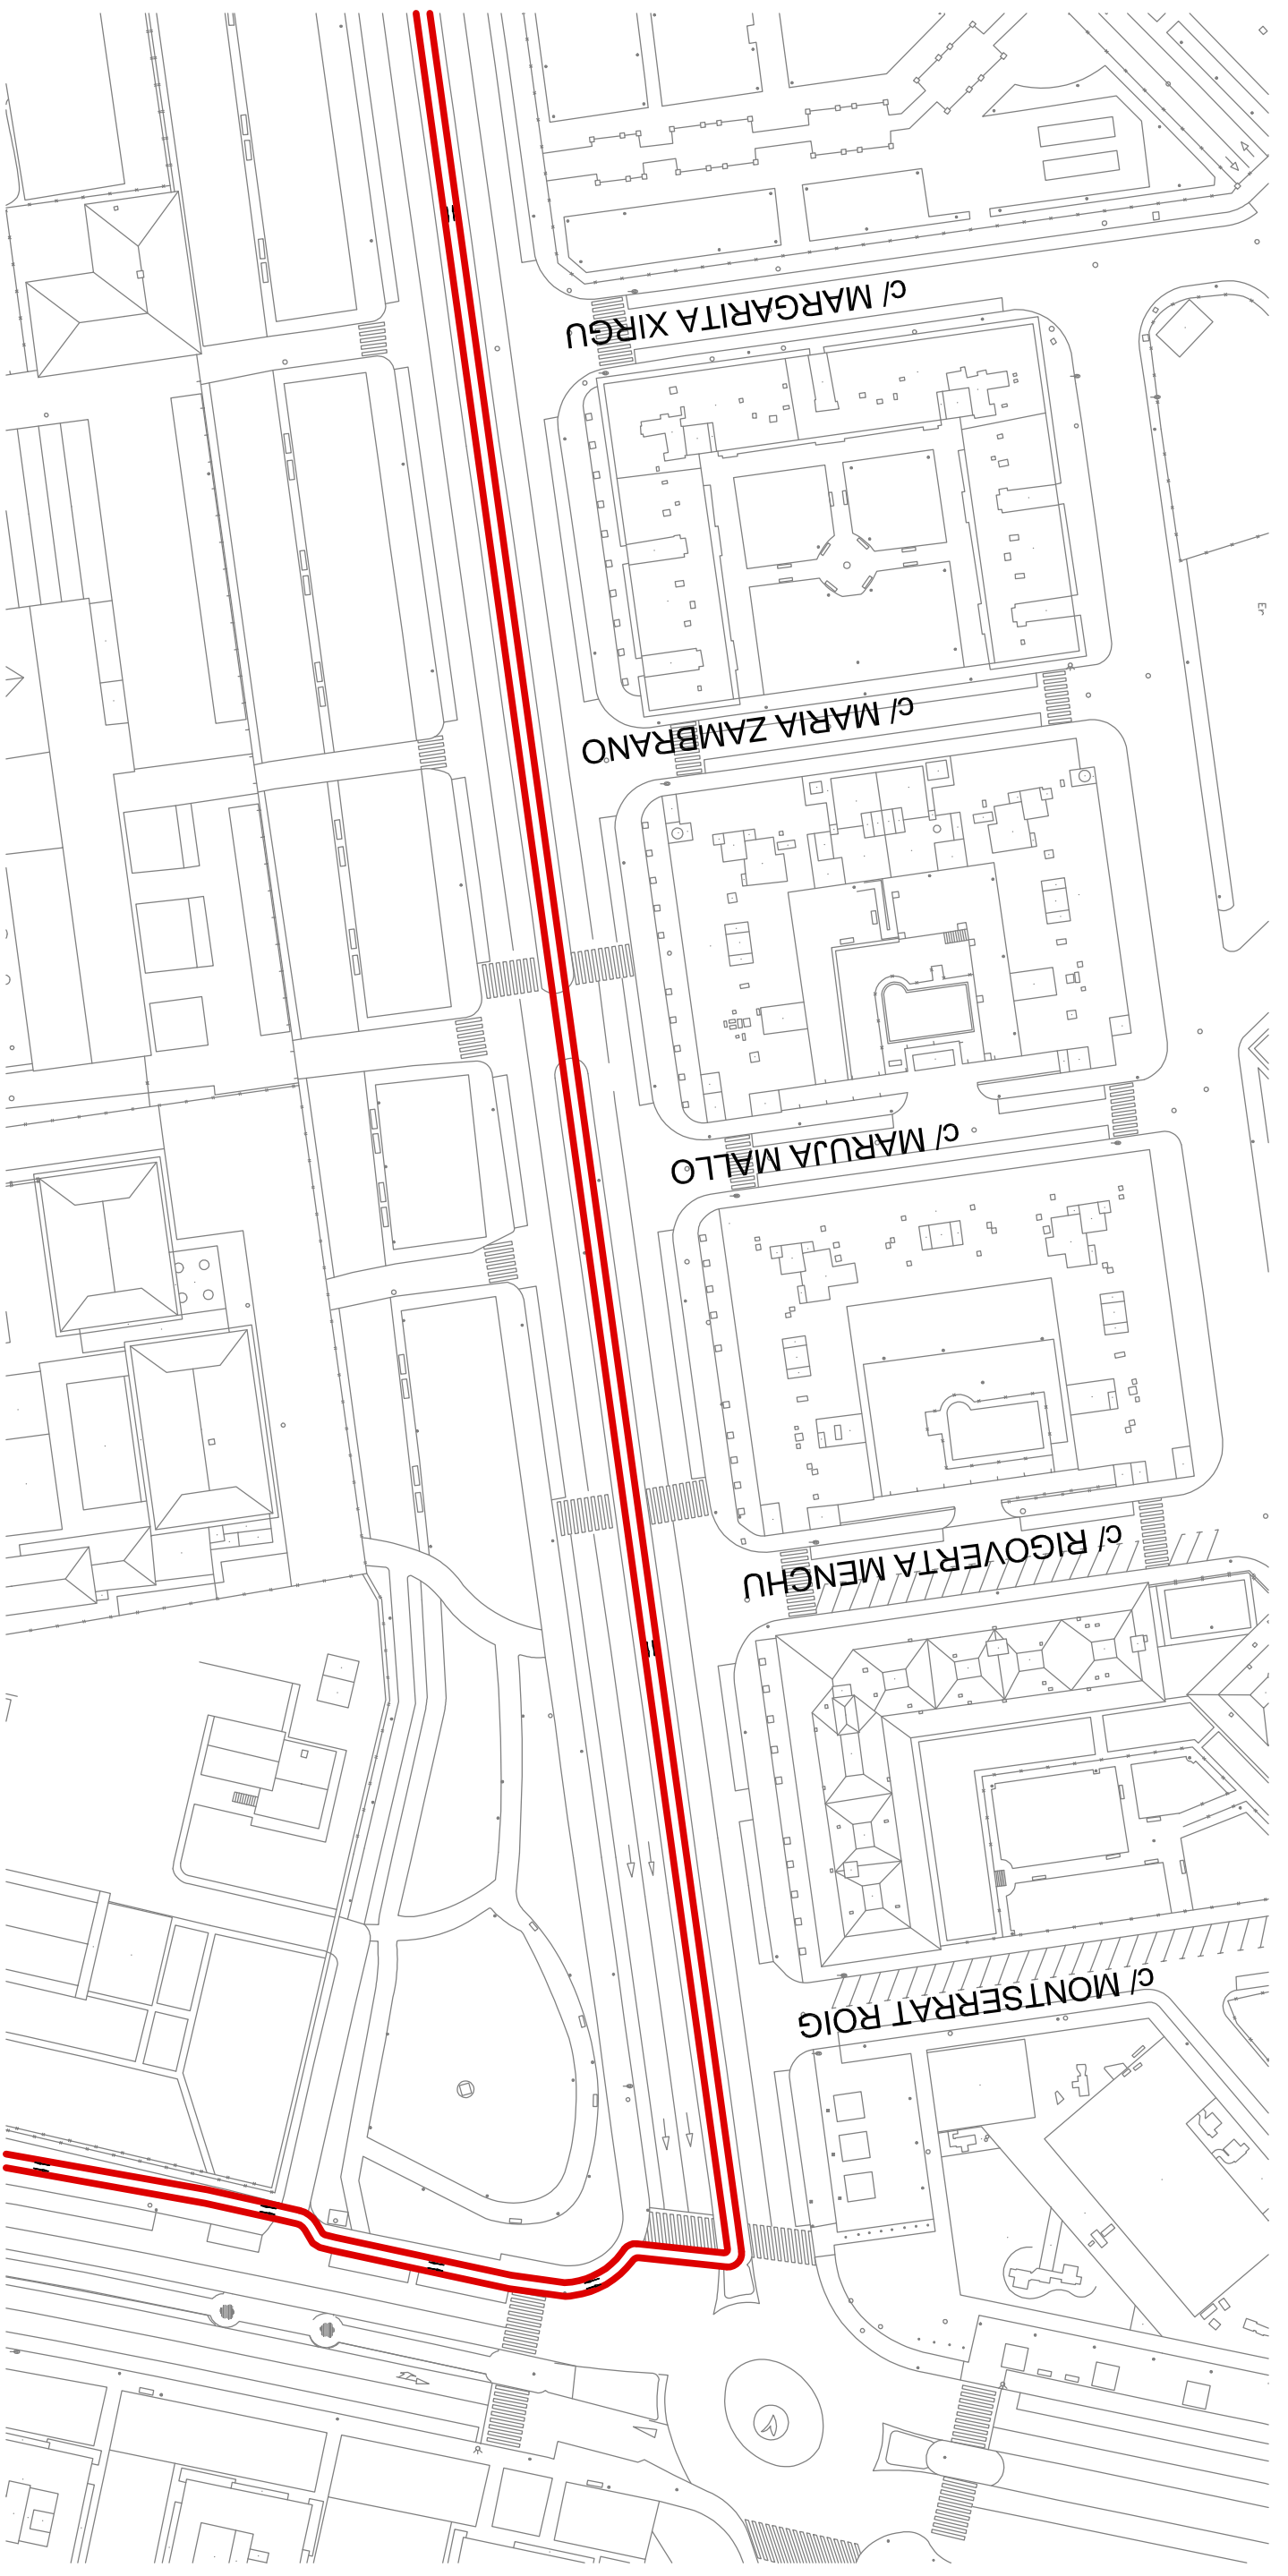 c/ MARGARITA XIRGU
c/ MARIA ZAMBRANO
c/ MARUJA MALLO
c/ RIGOVERTA MENCHU
c/ MONTSERRAT ROIG